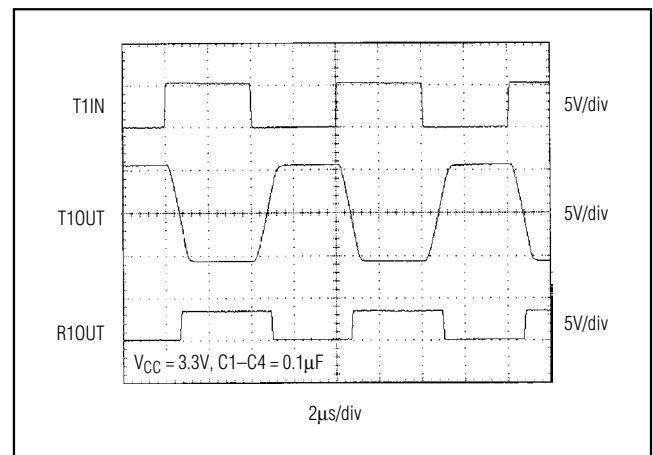 T1IN
5V/div
T1OUT
5V/div
R1OUT
5V/div
VCC = 3.3V, C1–C4 = 0.1μF
2μs/div